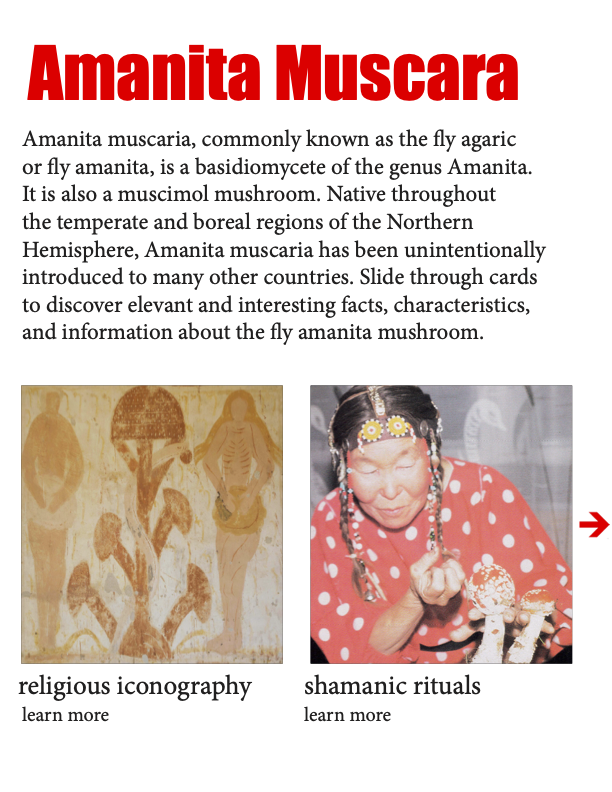 Amanita Muscara
Amanita muscaria, commonly known as the fly agaric
or fly amanita, is a basidiomycete of the genus Amanita.
It is also a muscimol mushroom. Native throughout
the temperate and boreal regions of the Northern
Hemisphere, Amanita muscaria has been unintentionally
introduced to many other countries. Slide through cards
to discover elevant and interesting facts, characteristics,
and information about the fly amanita mushroom.
religious iconography
learn more
shamanic rituals
learn more